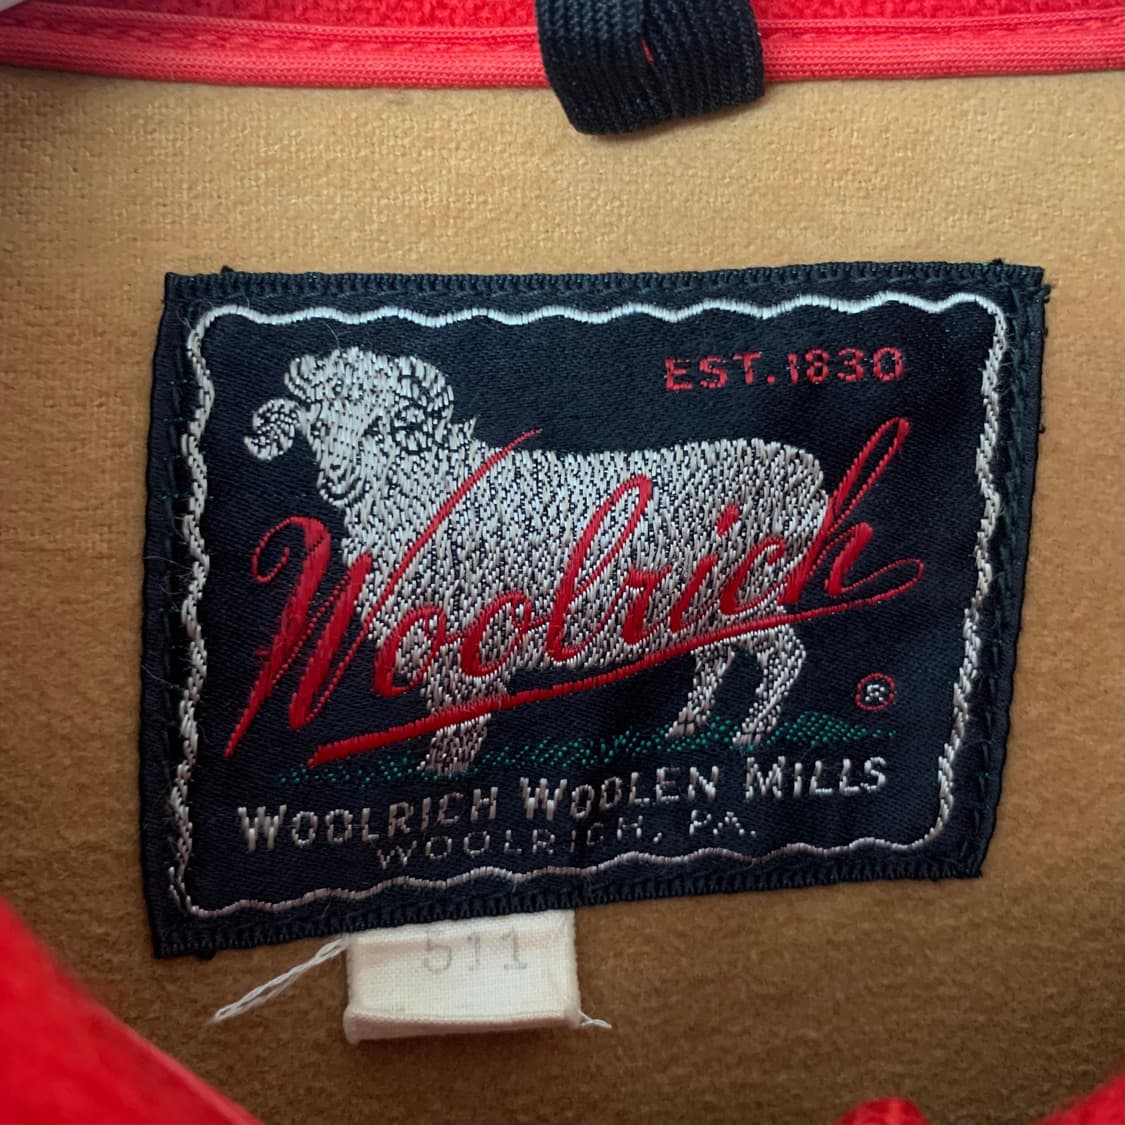 EST. 1830
Woolrich
®
WOOLRICH WOOLEN MILLS
WOOLRICH, PA.
511